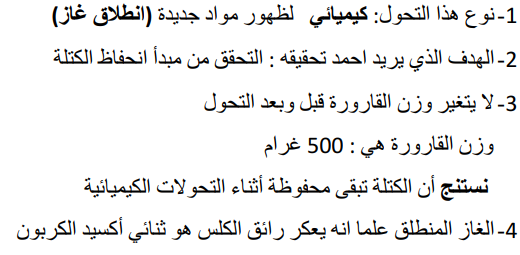 1-نوع هذا التحول: كيميائي لظهور مواد جديدة (انطلاق غاز)
2-الهدف الذي يريد احمد تحقيقه : التحقق من مبدأ انحفاظ الكتلة
3-لا يتغير وزن القارورة قبل وبعد التحول
وزن القارورة هي : 500 غرام
نستنج أن الكتلة تبقى محفوظة أثناء التحولات الكيميائية
4-الغاز المنطلق علما انه يعكر رائق الكلس هو ثنائي أكسيد الكربون